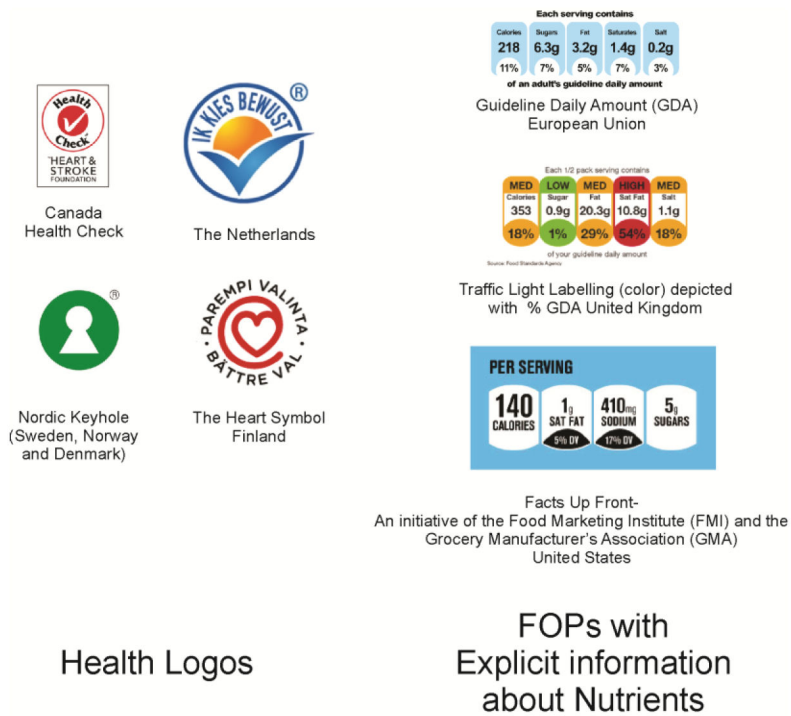 Health
Check
™
HEART &
STROKE
FOUNDATION
Canada
Health Check
IK KIES BEWUST
®
The Netherlands
®
Nordic Keyhole
(Sweden, Norway
and Denmark)
• PAREMPI VALINTA •
BÄTTRE VAL
The Heart Symbol
Finland
Health Logos
Each serving contains
Calories Sugars Fat Saturates Salt
218 6.3g 3.2g 1.4g 0.2g
11% 7% 5% 7% 3%
of an adult's guideline daily amount
Guideline Daily Amount (GDA)
European Union
Each 1/2 pack serving contains
MED LOW MED HIGH MED
Calories Sugar Fat Sat Fat Salt
353 0.9g 20.3g 10.8g 1.1g
18% 1% 29% 54% 18%
of your guideline daily amount
Source: Food Standards Agency
Traffic Light Labelling (color) depicted
with % GDA United Kingdom
PER SERVING
140 1g 410mg 5g
CALORIES SAT FAT SODIUM SUGARS
5% DV 17% DV
Facts Up Front-
An initiative of the Food Marketing Institute (FMI) and the
Grocery Manufacturer's Association (GMA)
United States
FOPs with
Explicit information
about Nutrients